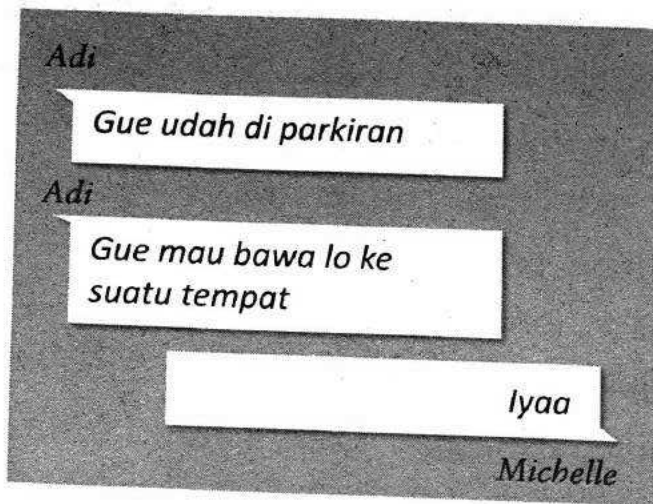 Adi
Gue udah di parkiran
Adi
Gue mau bawa lo ke
suatu tempat
Iyaa
Michelle